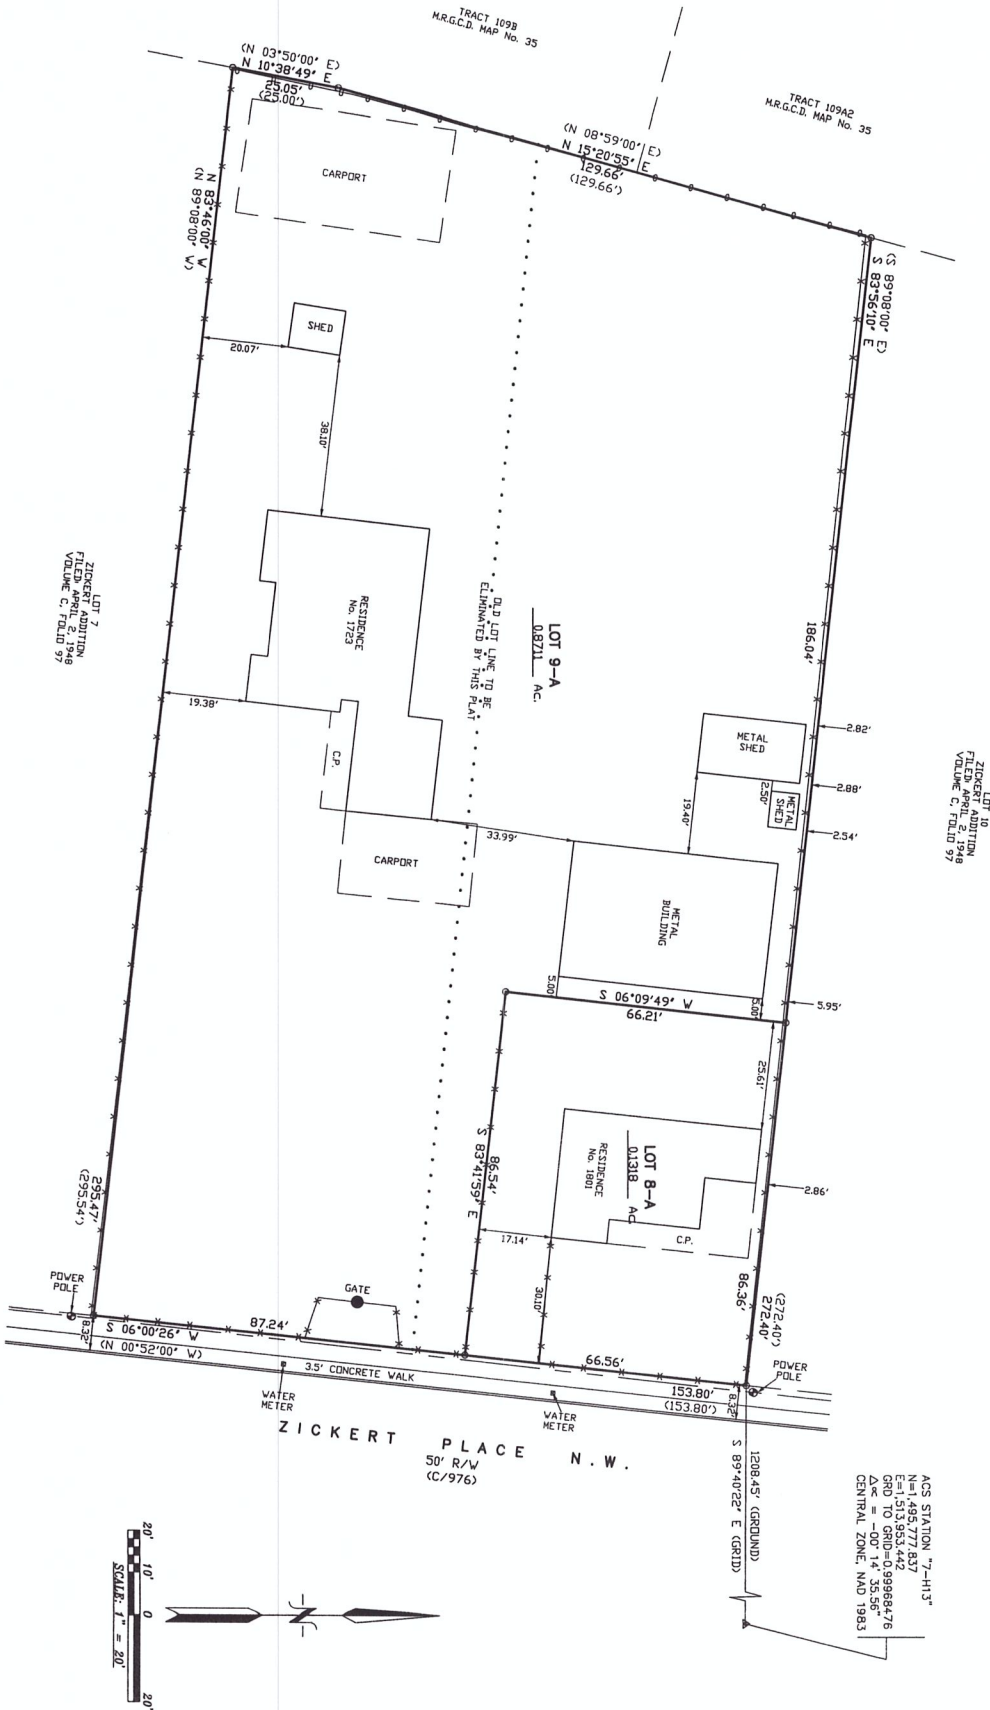 TRACT 109B
M.R.G.C.D. MAP No. 35
TRACT 109A2
M.R.G.C.D. MAP No. 35
(N 03°50'00" E)
N 10°38'49" E
25.05'
(25.00')
(N 08°59'00" E)
N 15°20'55" E
129.66'
(129.66')
(S 89°08'00" E)
S 83°56'10" E
CARPORT
N 83°46'00" W
(N 89°08'00" W)
SHED
20.07'
38.10'
LOT 7
ZICKERT ADDITION
FILED: APRIL 2, 1948
VOLUME C, FOLIO 97
RESIDENCE
No. 1723
19.38'
C.P.
OLD LOT LINE TO BE
ELIMINATED BY THIS PLAT
LOT 9-A
0.8711 Ac.
186.04'
METAL
SHED
2.82'
2.88'
METAL
SHED
2.50'
2.54'
19.40'
LOT 10
ZICKERT ADDITION
FILED: APRIL 2, 1948
VOLUME C, FOLIO 97
33.99'
CARPORT
METAL
BUILDING
5.00'
5.00'
S 06°09'49" W
66.21'
5.95'
25.61'
LOT 8-A
0.1318 Ac.
RESIDENCE
No. 1801
2.86'
86.54'
S 83°41'59" E
17.14'
C.P.
30.10'
86.36'
(272.40')
272.40'
295.47'
(295.54')
POWER
POLE
GATE
8.32'
S 06°00'26" W
(N 00°52'00" W)
87.24'
66.56'
153.80'
(153.80')
8.32'
POWER
POLE
3.5' CONCRETE WALK
WATER
METER
WATER
METER
ZICKERT PLACE N.W.
50' R/W
(C/976)
1208.45' (GROUND)
S 89°40'22" E (GRID)
ACS STATION "7-H13"
N=1,495,777.837
E=1,513,953.442
GRD TO GRID=0.99968476
Δ∝ = -00° 14' 35.56"
CENTRAL ZONE, NAD 1983
N
20' 10' 0 20'
SCALE: 1" = 20'